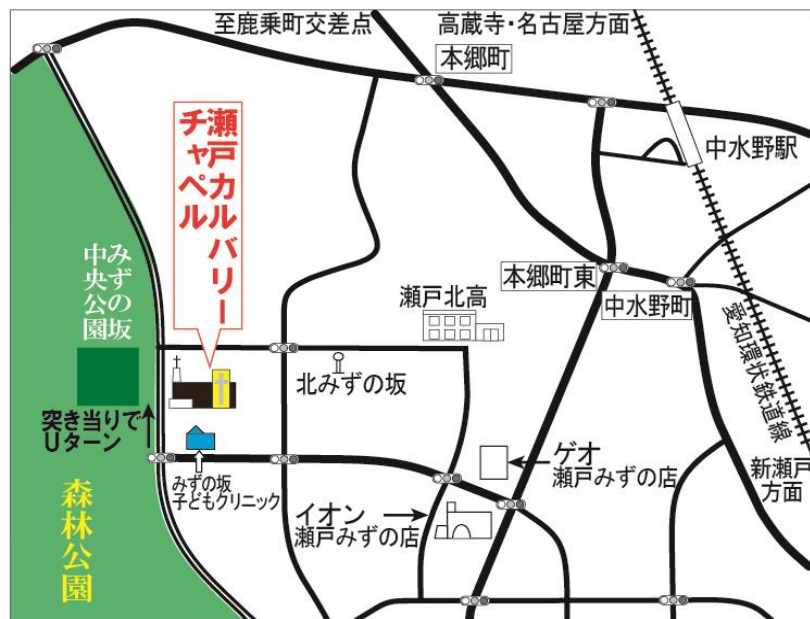 至鹿乗町交差点
高蔵寺・名古屋方面
本郷町
中水野駅
瀬戸カルバリー
チャペル
みずの坂
中央公園
瀬戸北高
本郷町東
中水野町
愛知環状鉄道線
北みずの坂
突き当りで
Uターン
みずの坂
子どもクリニック
ゲオ
瀬戸みずの店
イオン
瀬戸みずの店
新瀬戸
方面
森林公園